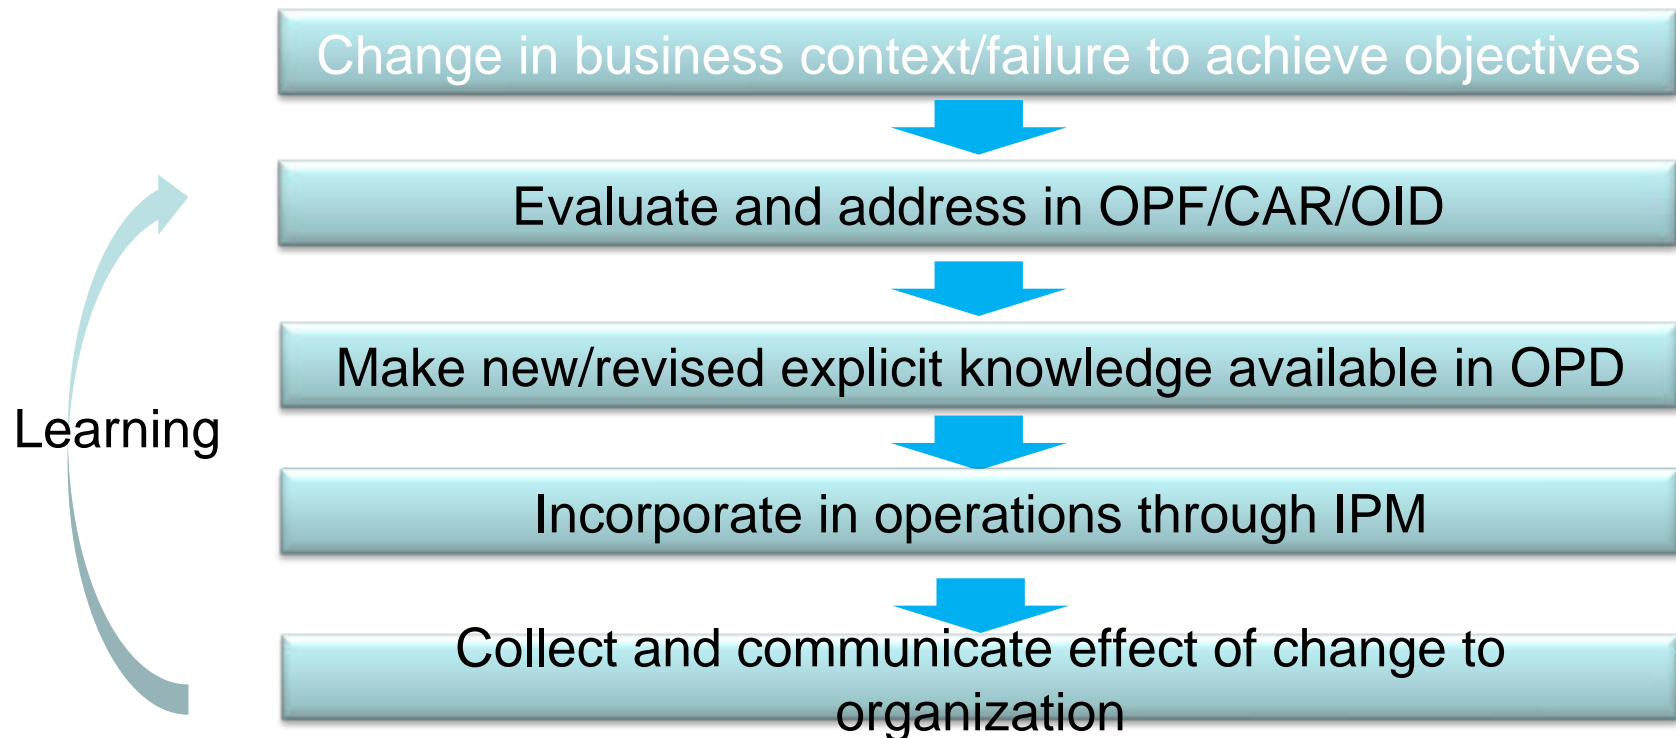 Change in business context/failure to achieve objectives
Evaluate and address in OPF/CAR/OID
Make new/revised explicit knowledge available in OPD
Learning
Incorporate in operations through IPM
Collect and communicate effect of change to
organization